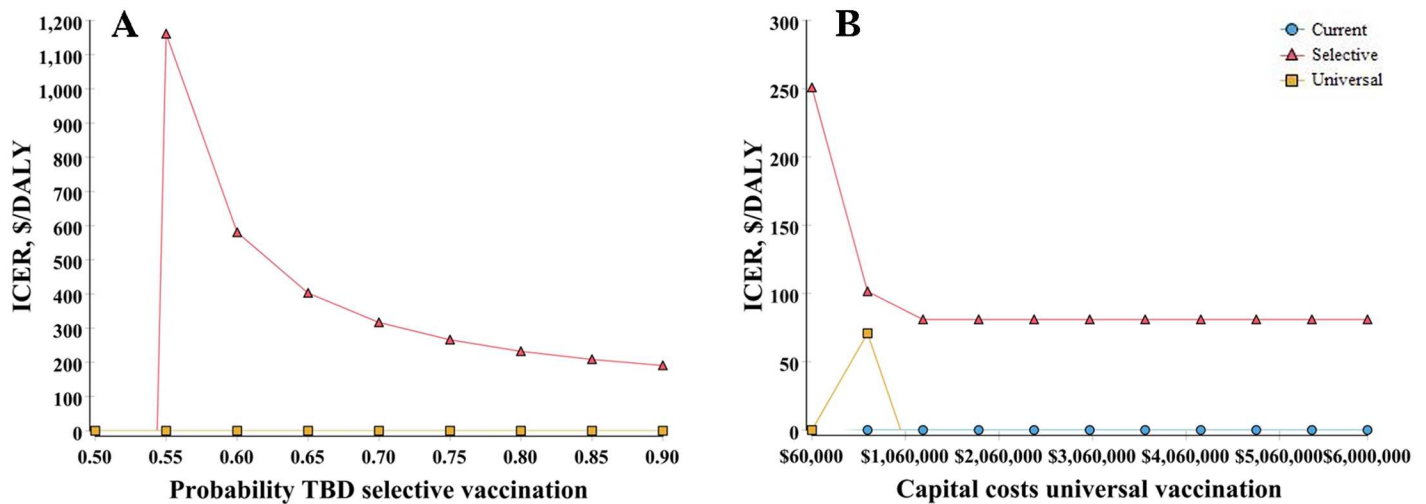 A
1,200
1,100
1,000
900
800
700
600
500
400
300
200
100
0
ICER, $/DALY
0.50 0.55 0.60 0.65 0.70 0.75 0.80 0.85 0.90
Probability TBD selective vaccination
B
300
250
200
150
100
50
0
ICER, $/DALY
Current
Selective
Universal
$60,000 $1,060,000 $2,060,000 $3,060,000 $4,060,000 $5,060,000 $6,000,000
Capital costs universal vaccination